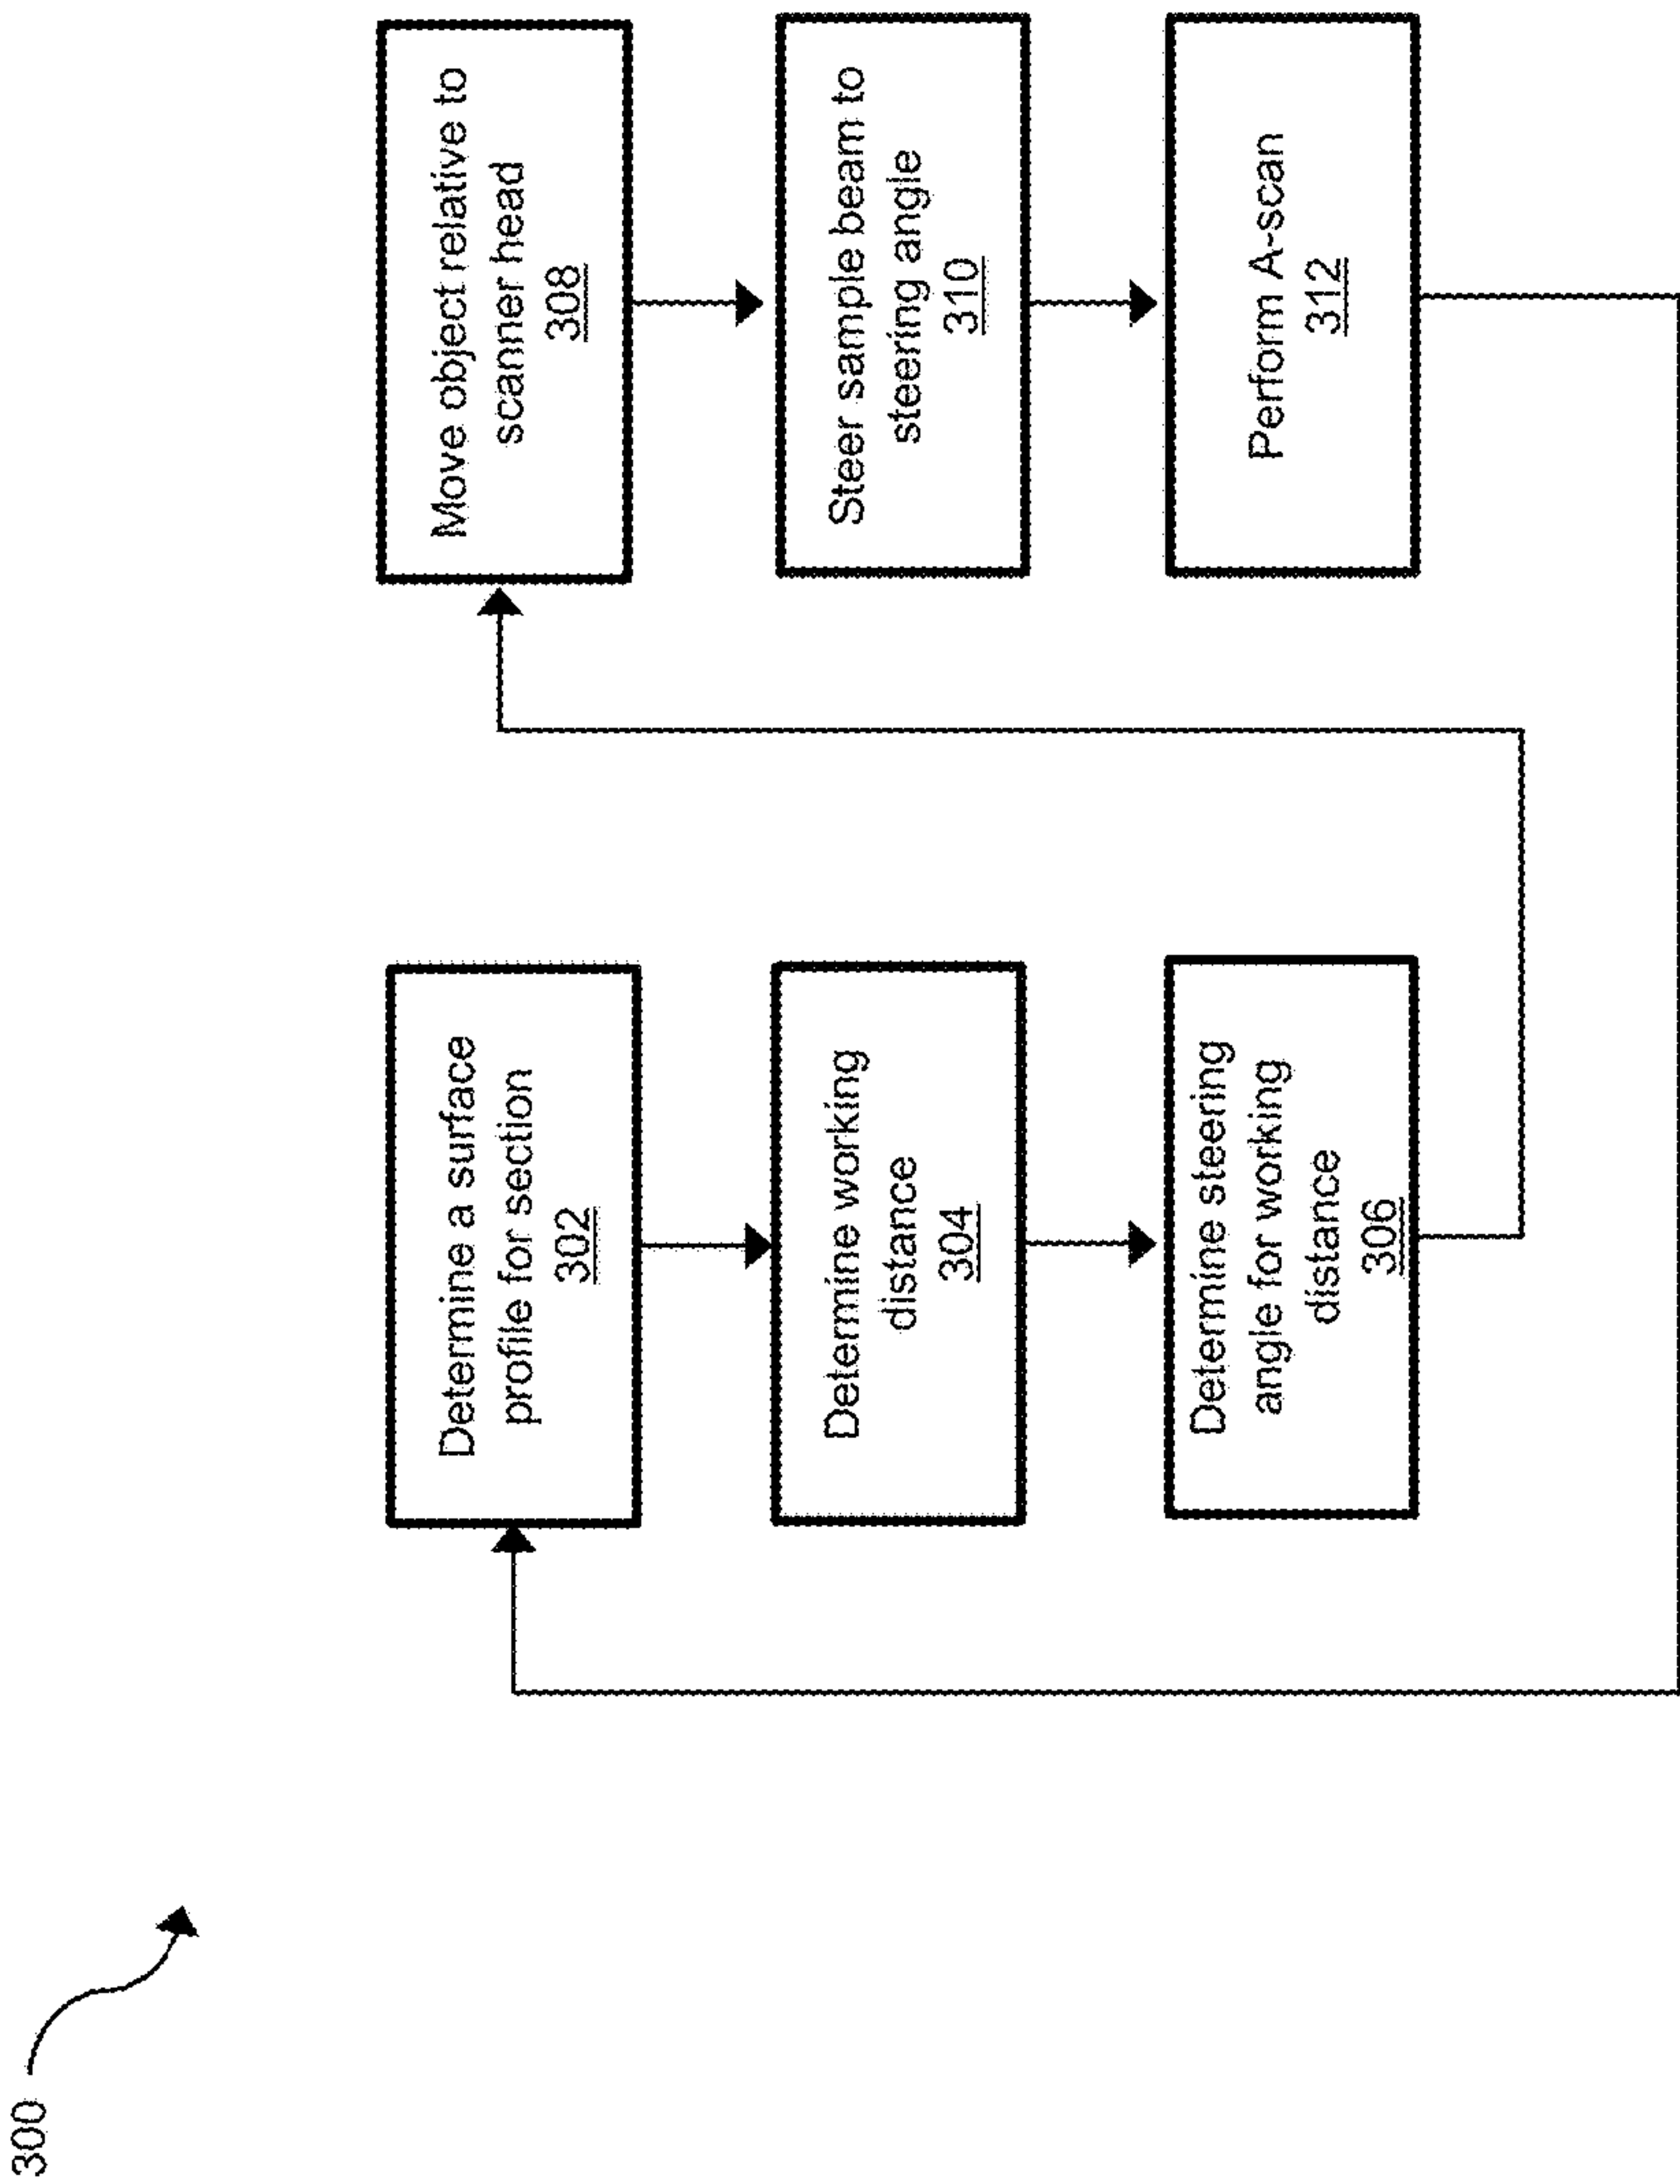 300
Determine a surface
profile for section
302
Determine working
distance
304
Determine steering
angle for working
distance
306
Move object relative to
scanner head
308
Steer sample beam to
steering angle
310
Perform A-scan
312